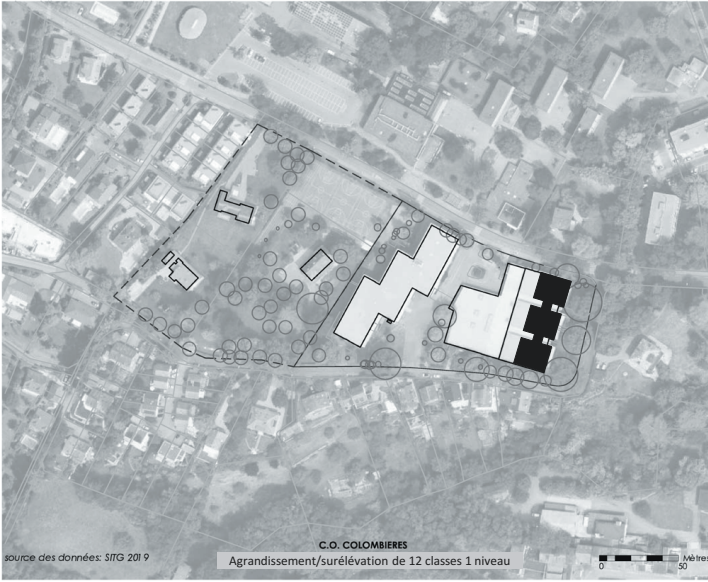 C.O. COLOMBIERES
source des données: SITG 2019
Agrandissement/surélévation de 12 classes 1 niveau
Mètres
0 50